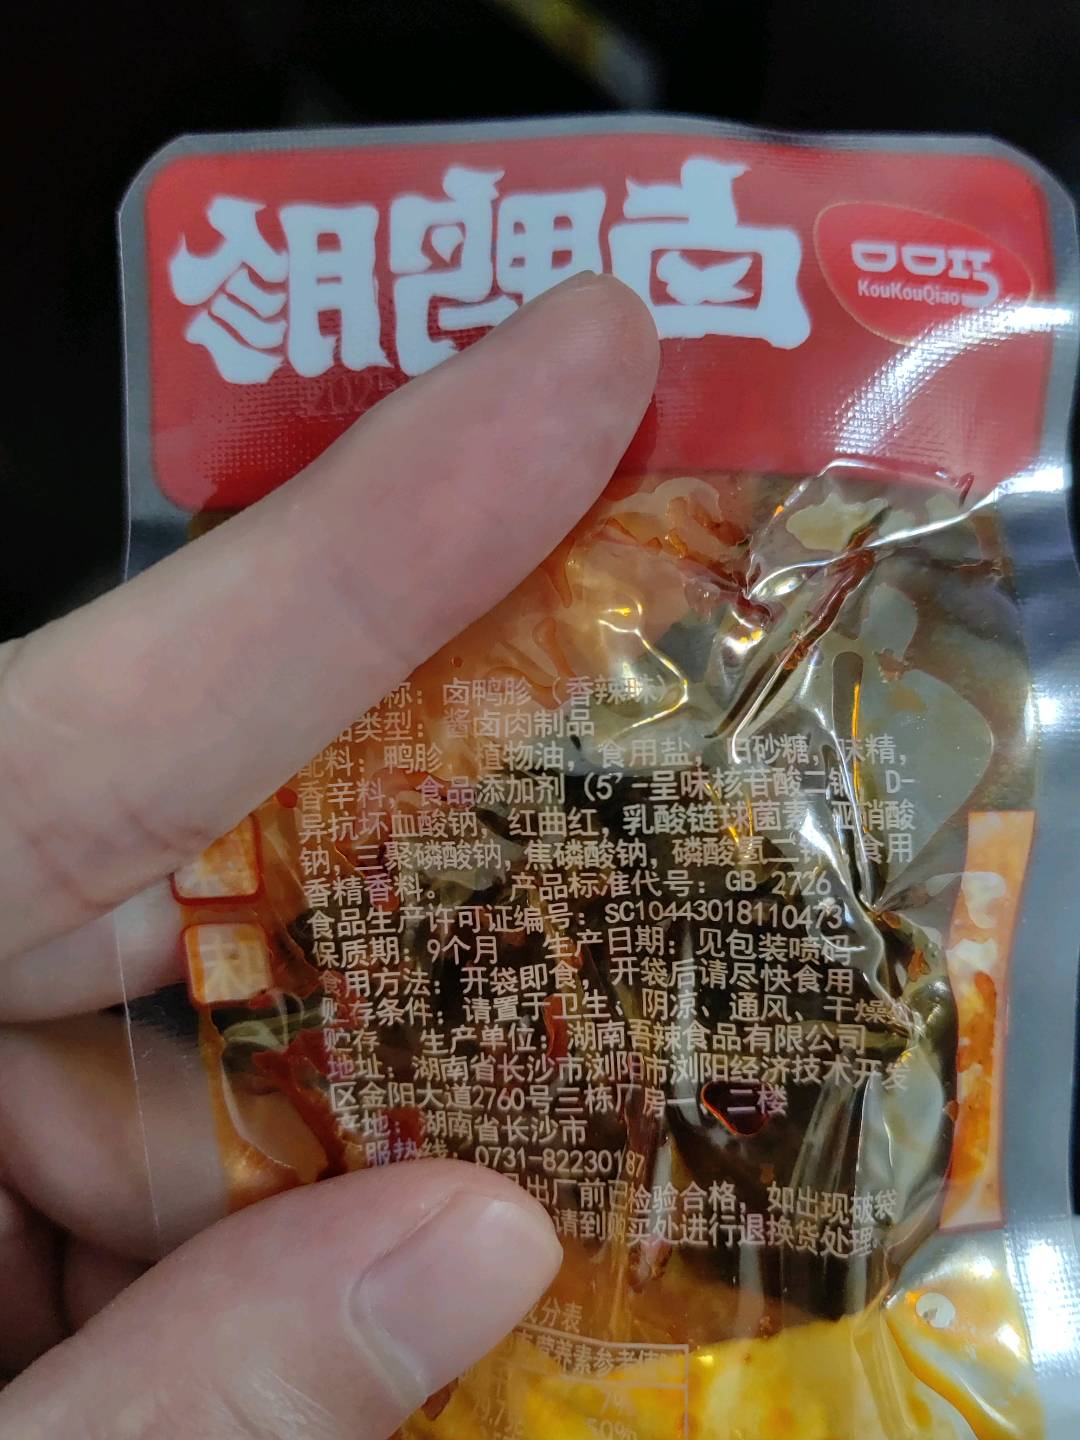 卤鸭胗
口口巧
KouKouQiao
称：卤鸭胗（香辣味）
类型：酱卤肉制品
配料：鸭胗，植物油，食用盐，白砂糖，味精，
香辛料，食品添加剂（5’-呈味核苷酸二钠，D-
异抗坏血酸钠，红曲红，乳酸链球菌素，亚硝酸
钠，三聚磷酸钠，焦磷酸钠，磷酸氢二钠，食用
香精香料。 产品标准代号：GB 2726
食品生产许可证编号：SC10443018110473
保质期：9个月 生产日期：见包装喷码
食用方法：开袋即食，开袋后请尽快食用
贮存条件：请置于卫生、阴凉、通风、干燥处
贮存 生产单位：湖南吾辣食品有限公司
地址：湖南省长沙市浏阳市浏阳经济技术开发
区金阳大道2760号三栋厂房一、二楼
产地：湖南省长沙市
服热线：0731-82230187
出厂前已检验合格，如出现破袋
请到购买处进行退换货处理。
成分表
营养素参考值
7%